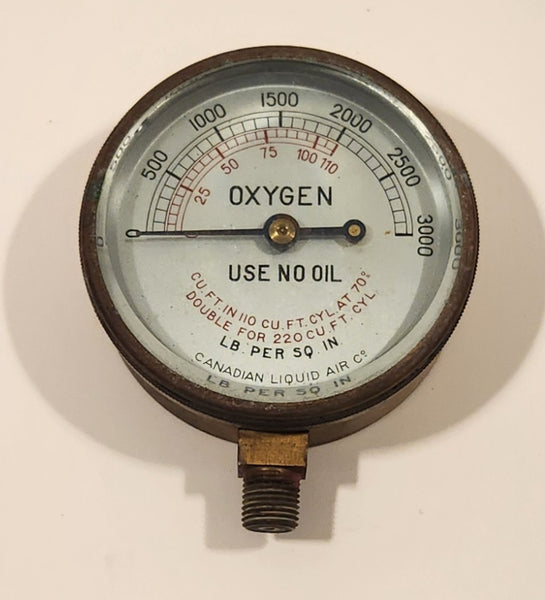 500 1000 1500 2000 2500 3000
0 25 50 75 100 110
OXYGEN
USE NO OIL
CU. FT. IN 110 CU. FT. CYL. AT 70°
DOUBLE FOR 220 CU. FT. CYL.
LB. PER SQ IN
CANADIAN LIQUID AIR Cº
LB. PER SQ IN